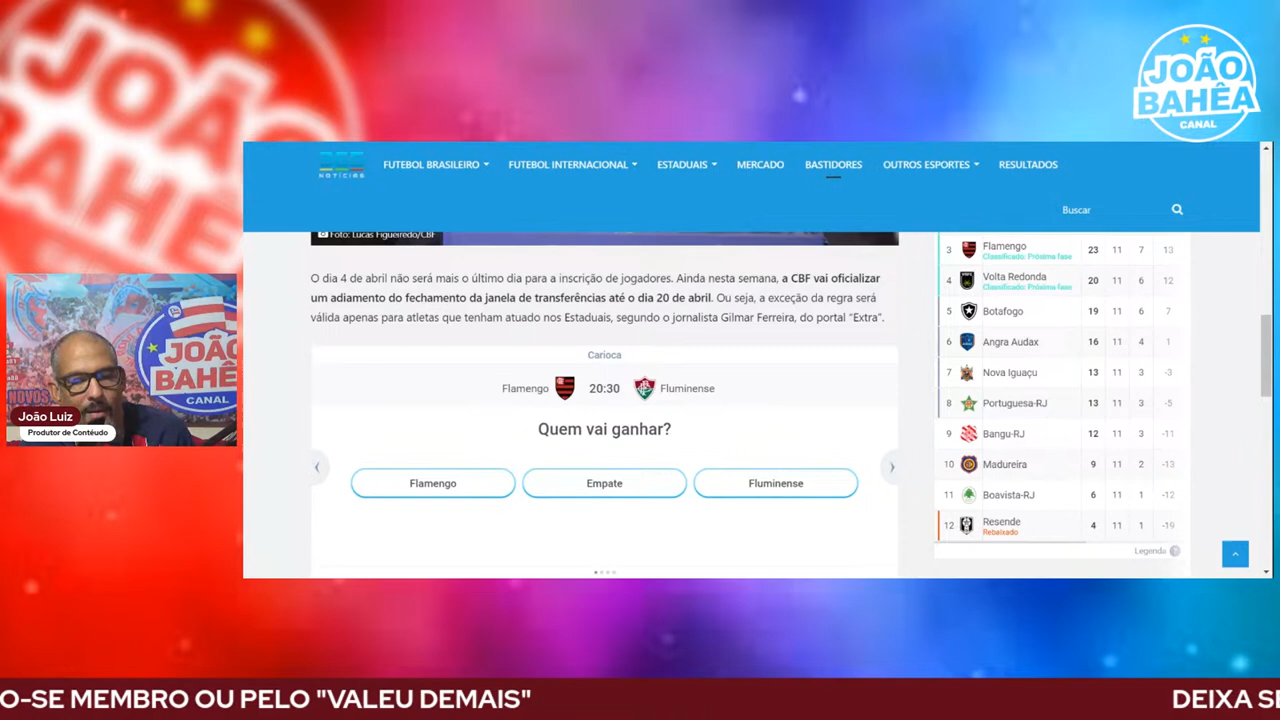 JOÃO
BAHÊA
CANAL
JOÃO
BAHÊA
NOTÍCIAS
FUTEBOL BRASILEIRO
FUTEBOL INTERNACIONAL
ESTADUAIS
MERCADO
BASTIDORES
OUTROS ESPORTES
RESULTADOS
Buscar
Foto: Lucas Figueiredo/CBF
O dia 4 de abril não será mais o último dia para a inscrição de jogadores. Ainda nesta semana, a CBF vai oficializar
um adiamento do fechamento da janela de transferências até o dia 20 de abril. Ou seja, a exceção da regra será
válida apenas para atletas que tenham atuado nos Estaduais, segundo o jornalista Gilmar Ferreira, do portal “Extra”.
Carioca
Flamengo 20:30 Fluminense
Quem vai ganhar?
Flamengo
Empate
Fluminense
3 Flamengo 23 11 7 13
Classificado: Próxima fase
4 Volta Redonda 20 11 6 12
Classificado: Próxima fase
5 Botafogo 19 11 6 7
6 Angra Audax 16 11 4 1
7 Nova Iguaçu 13 11 3 -3
8 Portuguesa-RJ 13 11 3 -5
9 Bangu-RJ 12 11 3 -11
10 Madureira 9 11 2 -13
11 Boavista-RJ 6 11 1 -12
12 Resende 4 11 1 -19
Rebaixado
Legenda ?
JOÃO
BAHÊA
CANAL
NOVOS
João Luiz
Produtor de Contéudo
O-SE MEMBRO OU PELO "VALEU DEMAIS"
DEIXA SE